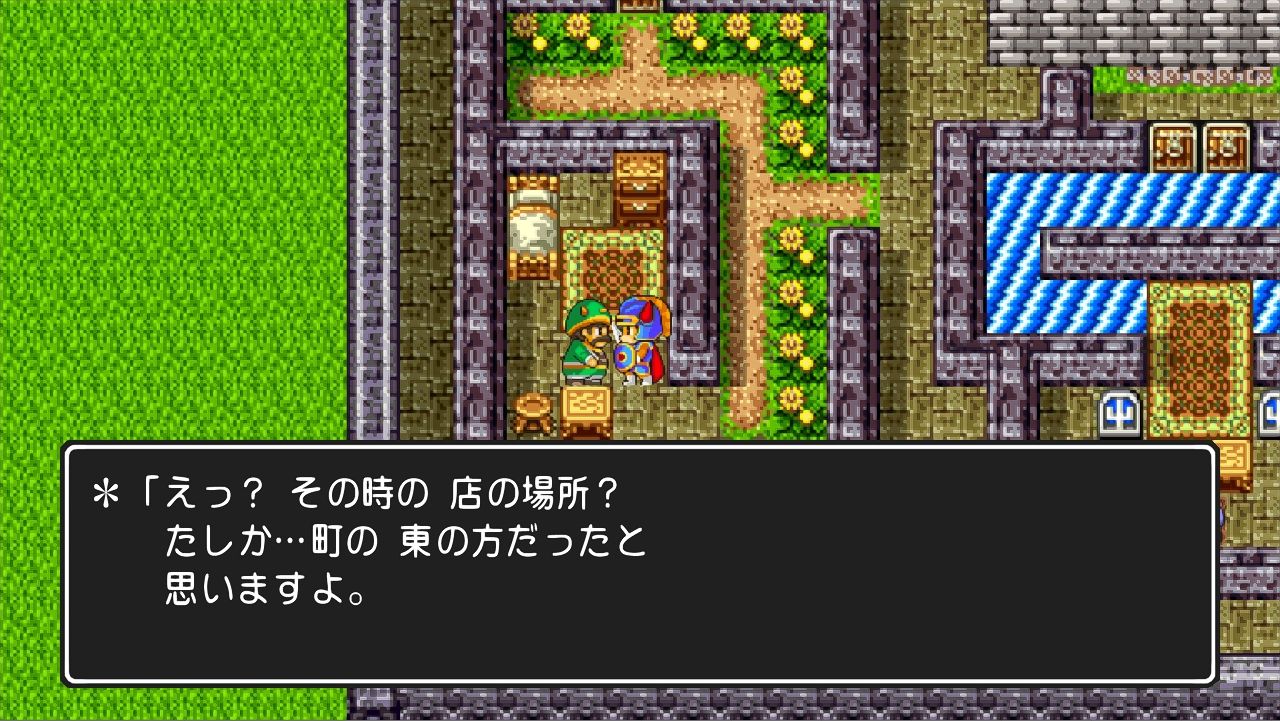 ＊「えっ？ その時の 店の場所？
たしか…町の 東の方だったと
思いますよ。